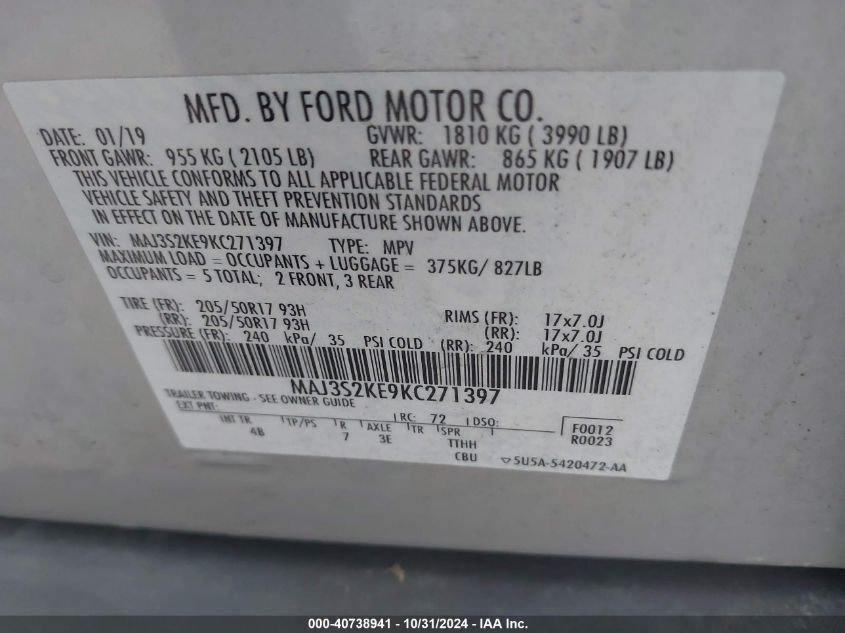 MFD. BY FORD MOTOR CO.
DATE: 01/19 GVWR: 1810 KG ( 3990 LB)
FRONT GAWR: 955 KG ( 2105 LB) REAR GAWR: 865 KG ( 1907 LB)
THIS VEHICLE CONFORMS TO ALL APPLICABLE FEDERAL MOTOR
VEHICLE SAFETY AND THEFT PREVENTION STANDARDS
IN EFFECT ON THE DATE OF MANUFACTURE SHOWN ABOVE.
VIN: MAJ3S2KE9KC271397 TYPE: MPV
MAXIMUM LOAD = OCCUPANTS + LUGGAGE = 375KG/ 827LB
OCCUPANTS = 5 TOTAL; 2 FRONT, 3 REAR
TIRE (FR): 205/50R17 93H RIMS (FR): 17x7.0J
(RR): 205/50R17 93H (RR): 17x7.0J
PRESSURE (FR): 240 kPa/ 35 PSI COLD (RR): 240 kPa/ 35 PSI COLD
MAJ3S2KE9KC271397
TRAILER TOWING - SEE OWNER GUIDE
EXT PNT: RC: 72 DSO: F0012
INT TR TP/PS R AXLE TR SPR R0023
4B 7 3E TTHH
CBU ▽5U5A-5420472-AA
000-40738941 - 10/31/2024 - IAA Inc.